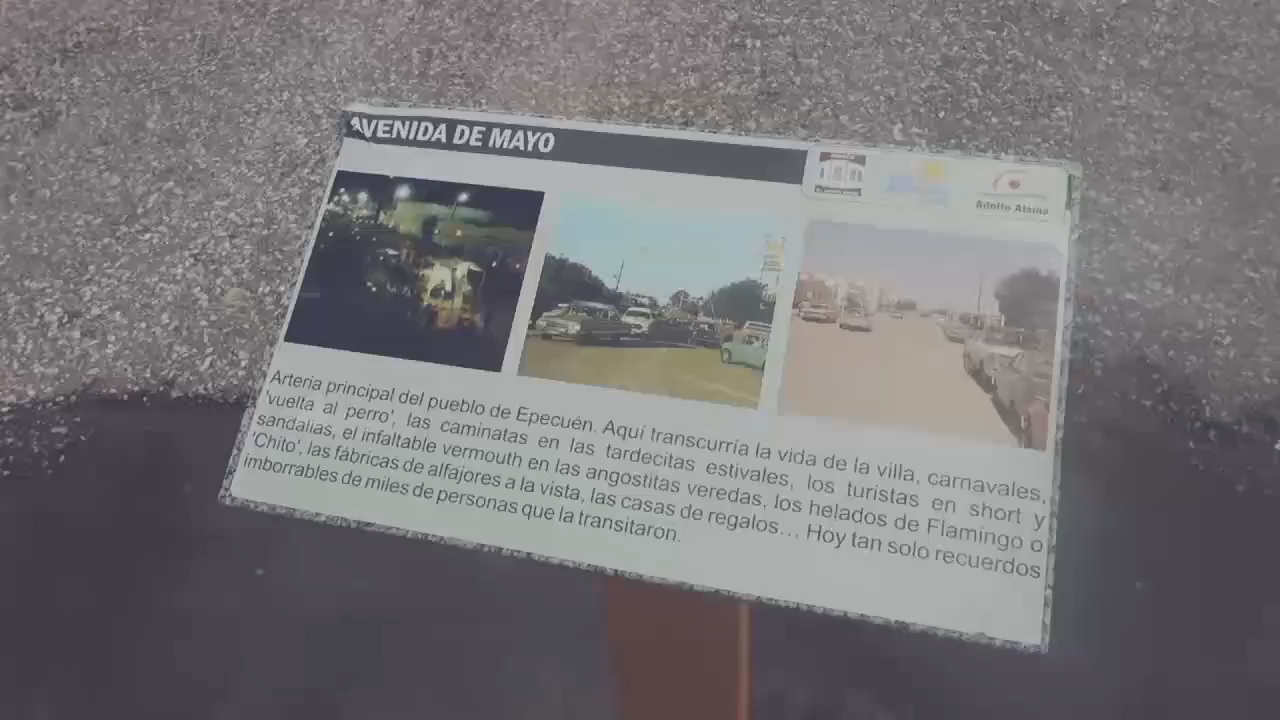 AVENIDA DE MAYO
Adolfo Alsina
Arteria principal del pueblo de Epecuén. Aquí transcurría la vida de la villa, carnavales,
'vuelta al perro', las caminatas en las tardecitas estivales, los turistas en short y
sandalias, el infaltable vermouth en las angostitas veredas, los helados de Flamingo o
'Chito', las fábricas de alfajores a la vista, las casas de regalos... Hoy tan solo recuerdos
imborrables de miles de personas que la transitaron.